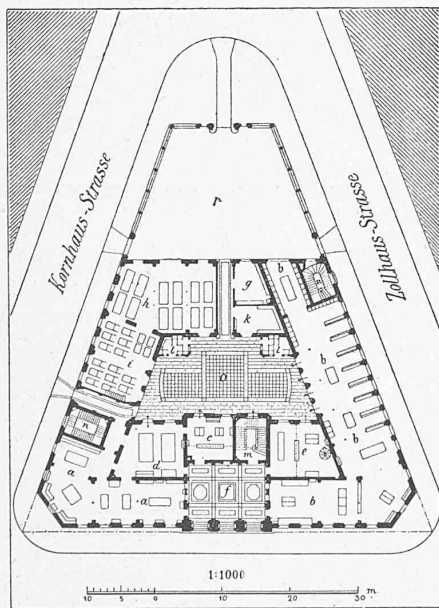 Kornhaus-Strasse
Zollhaus-Strasse
r
h
g
b
n
k
i
l
l
o
b
n
b
a
d
c
m
e
a
f
b
1:1000
10 5 0 10 20 30 m.